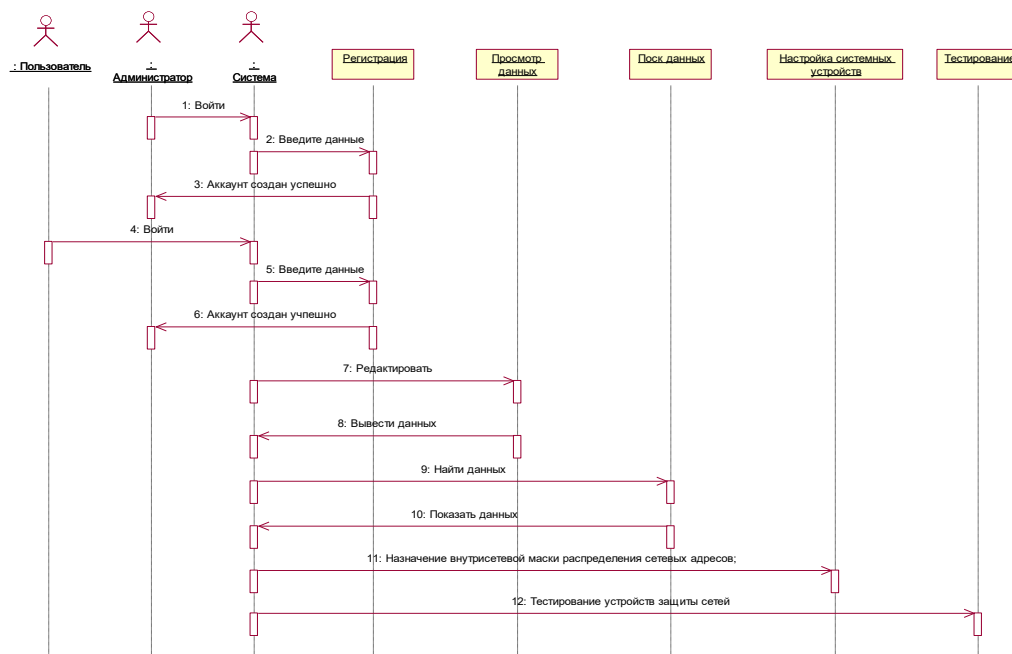 : Пользователь
:
Администратор
:
Система
Регистрация
Просмотр
данных
Поск данных
Настройка системных
устройств
Тестирование
1: Войти
2: Введите данные
3: Аккаунт создан успешно
4: Войти
5: Введите данные
6: Аккаунт создан учпешно
7: Редактировать
8: Вывести данных
9: Найти данных
10: Показать данных
11: Назначение внутрисетевой маски распределения сетевых адресов;
12: Тестирование устройств защиты сетей